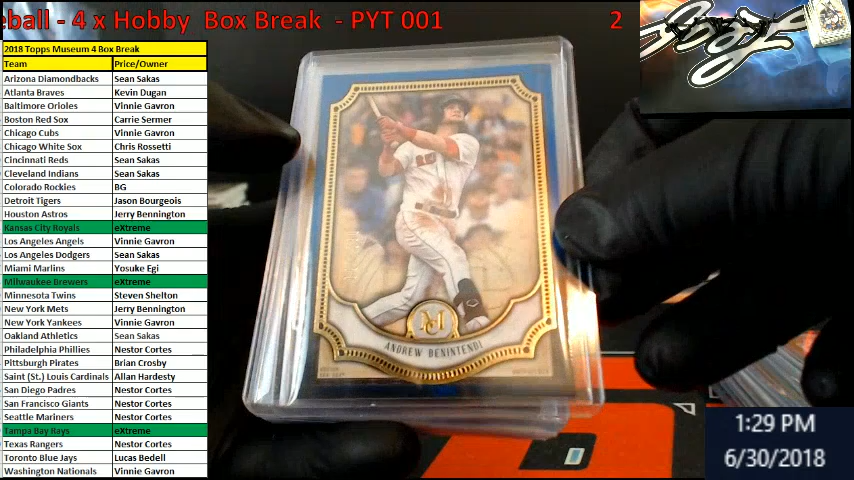 eball - 4 x Hobby Box Break - PYT 001 2
2018 Topps Museum 4 Box Break
Team Price/Owner
Arizona Diamondbacks Sean Sakas
Atlanta Braves Kevin Dugan
Baltimore Orioles Vinnie Gavron
Boston Red Sox Carrie Sermer
Chicago Cubs Vinnie Gavron
Chicago White Sox Chris Rossetti
Cincinnati Reds Sean Sakas
Cleveland Indians Sean Sakas
Colorado Rockies BG
Detroit Tigers Jason Bourgeois
Houston Astros Jerry Bennington
Kansas City Royals eXtreme
Los Angeles Angels Vinnie Gavron
Los Angeles Dodgers Sean Sakas
Miami Marlins Yosuke Egi
Milwaukee Brewers eXtreme
Minnesota Twins Steven Shelton
New York Mets Jerry Bennington
New York Yankees Vinnie Gavron
Oakland Athletics Sean Sakas
Philadelphia Phillies Nestor Cortes
Pittsburgh Pirates Brian Crosby
Saint (St.) Louis Cardinals Allan Hardesty
San Diego Padres Nestor Cortes
San Francisco Giants Nestor Cortes
Seattle Mariners Nestor Cortes
Tampa Bay Rays eXtreme
Texas Rangers Nestor Cortes
Toronto Blue Jays Lucas Bedell
Washington Nationals Vinnie Gavron
M
ANDREW BENINTENDI
1:29 PM
6/30/2018